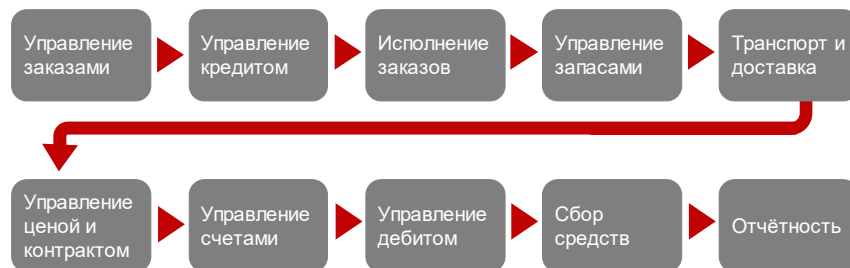 Управление
заказами
Управление
кредитом
Исполнение
заказов
Управление
запасами
Транспорт и
доставка
Управление
ценой и
контрактом
Управление
счетами
Управление
дебитом
Сбор
средств
Отчётность